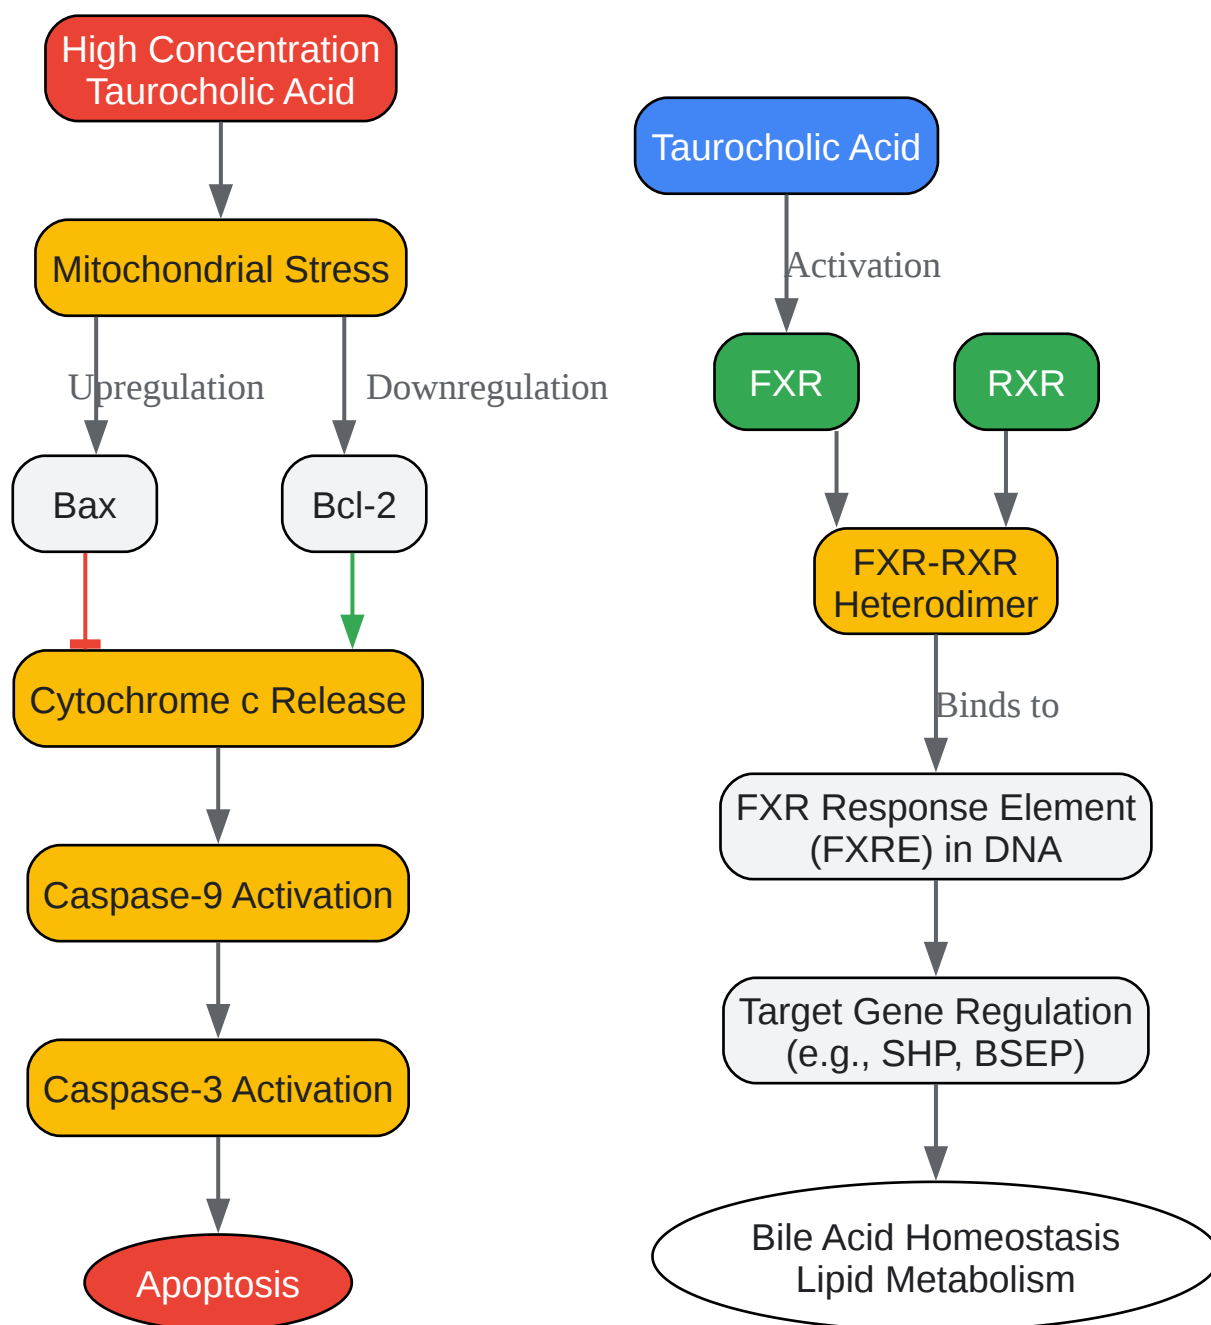 High Concentration
Taurocholic Acid
Mitochondrial Stress
Upregulation
Downregulation
Bax
Bcl-2
Cytochrome c Release
Caspase-9 Activation
Caspase-3 Activation
Apoptosis
Taurocholic Acid
Activation
FXR
RXR
FXR-RXR
Heterodimer
Binds to
FXR Response Element
(FXRE) in DNA
Target Gene Regulation
(e.g., SHP, BSEP)
Bile Acid Homeostasis
Lipid Metabolism